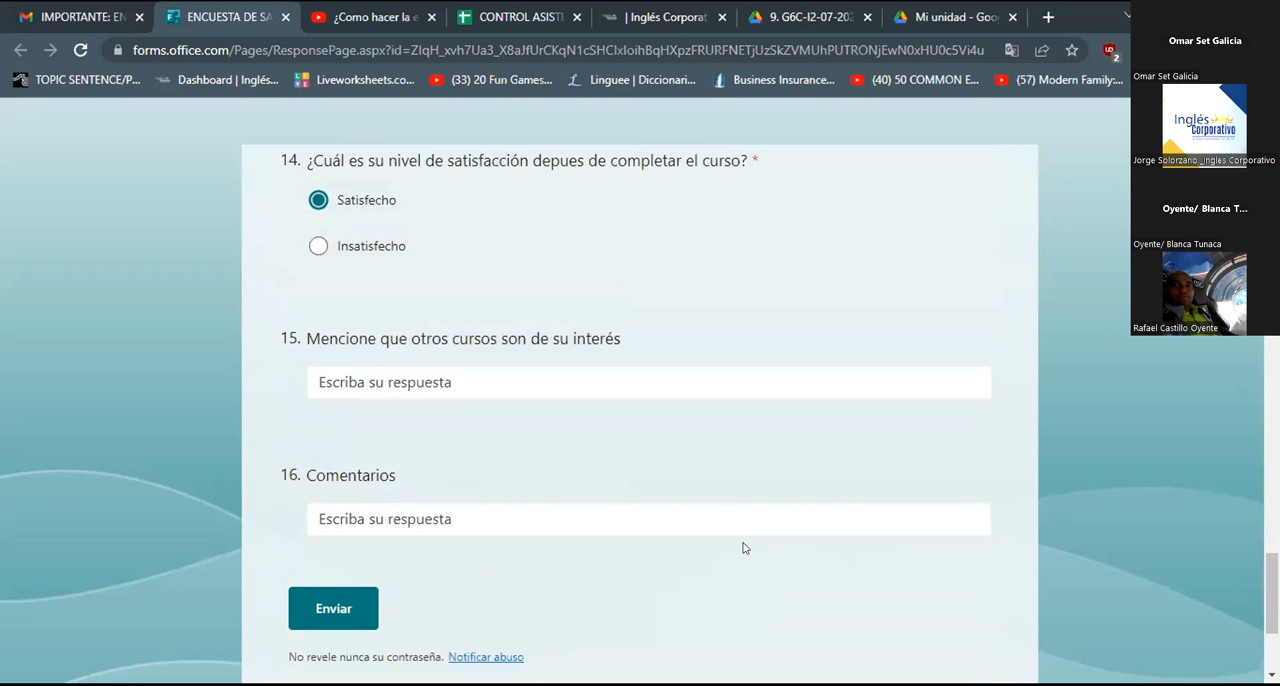 IMPORTANTE: EN
ENCUESTA DE SA
¿Como hacer la e
CONTROL ASIST
| Inglés Corporat
9. G6C-I2-07-202
Mi unidad - Goo
forms.office.com/Pages/ResponsePage.aspx?id=ZIqH_xvh7Ua3_X8aJfUrCKqN1cSHCIxIoihBqHXpzFRURFNETjUzSkZVMUhPUTRONjEwN0xHU0c5Vi4u
TOPIC SENTENCE/P...
Dashboard | Inglés...
Liveworksheets.co...
(33) 20 Fun Games...
Linguee | Diccionari...
Business Insurance...
(40) 50 COMMON E...
(57) Modern Family:...
Omar Set Galicia
Omar Set Galicia
Inglés
Corporativo
Jorge Solorzano _Ingles Corporativo
Oyente/ Blanca T...
Oyente/ Blanca Tunaca
Rafael Castillo Oyente
14. ¿Cuál es su nivel de satisfacción depues de completar el curso? *
Satisfecho
Insatisfecho
15. Mencione que otros cursos son de su interés
Escriba su respuesta
16. Comentarios
Escriba su respuesta
Enviar
No revele nunca su contraseña. Notificar abuso